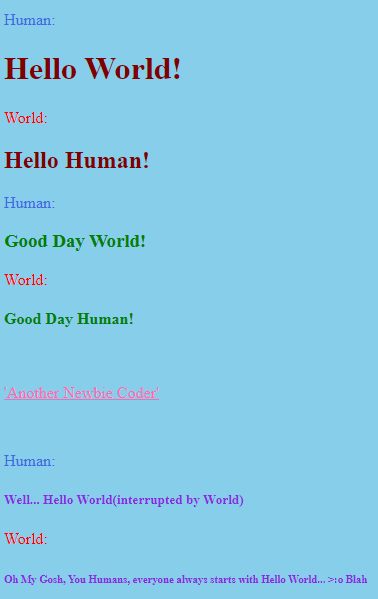 Human:
Hello World!
World:
Hello Human!
Human:
Good Day World!
World:
Good Day Human!
'Another Newbie Coder'
Human:
Well... Hello World(interrupted by World)
World:
Oh My Gosh, You Humans, everyone always starts with Hello World... >:o Blah